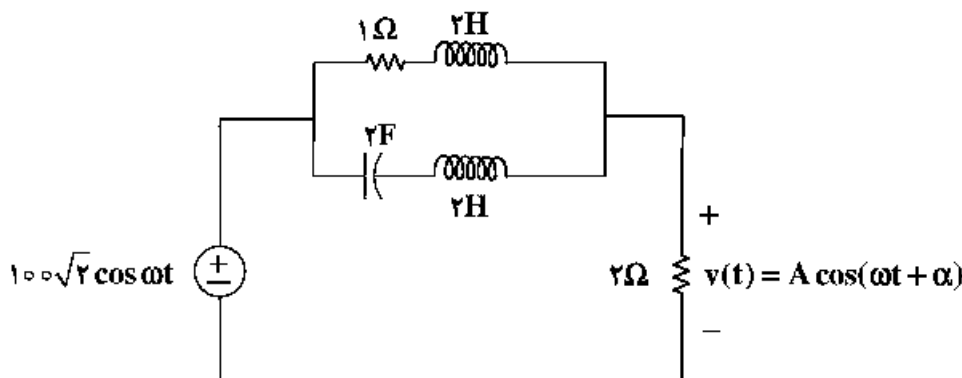 ۱Ω
۲H
۲F
۲H
۱۰۰√۲ cos ωt
+
۲Ω
v(t) = A cos(ωt + α)
−